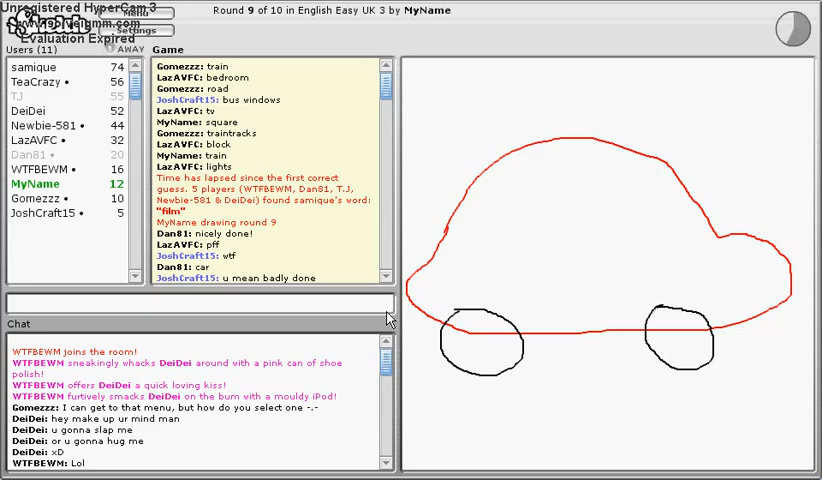 Unregistered HyperCam 3
Menu
www.solveigmm.com
iSketch
Settings
Evaluation Expired
Round 9 of 10 in English Easy UK 3 by MyName
Users (11)
AWAY
samique 74
TeaCrazy • 56
T.J 55
DeiDei 52
Newbie-581 • 44
LazAVFC • 32
Dan81 • 20
WTFBEWM • 16
MyName 12
Gomezzz • 10
JoshCraft15 • 5
Game
Gomezzz: train
LazAVFC: bedroom
Gomezzz: road
JoshCraft15: bus windows
LazAVFC: tv
MyName: square
Gomezzz: traintracks
LazAVFC: block
MyName: train
LazAVFC: lights
Time has lapsed since the first correct
guess. 5 players (WTFBEWM, Dan81, T.J,
Newbie-581 & DeiDei) found samique's word:
"film"
MyName drawing round 9
Dan81: nicely done!
LazAVFC: pff
JoshCraft15: wtf
Dan81: car
JoshCraft15: u mean badly done
Chat
WTFBEWM joins the room!
WTFBEWM sneakingly whacks DeiDei around with a pink can of shoe
polish!
WTFBEWM offers DeiDei a quick loving kiss!
WTFBEWM furtively smacks DeiDei on the bum with a mouldy iPod!
Gomezzz: I can get to that menu, but how do you select one -.-
DeiDei: hey make up ur mind man
DeiDei: u gonna slap me
DeiDei: or u gonna hug me
DeiDei: xD
WTFBEWM: Lol